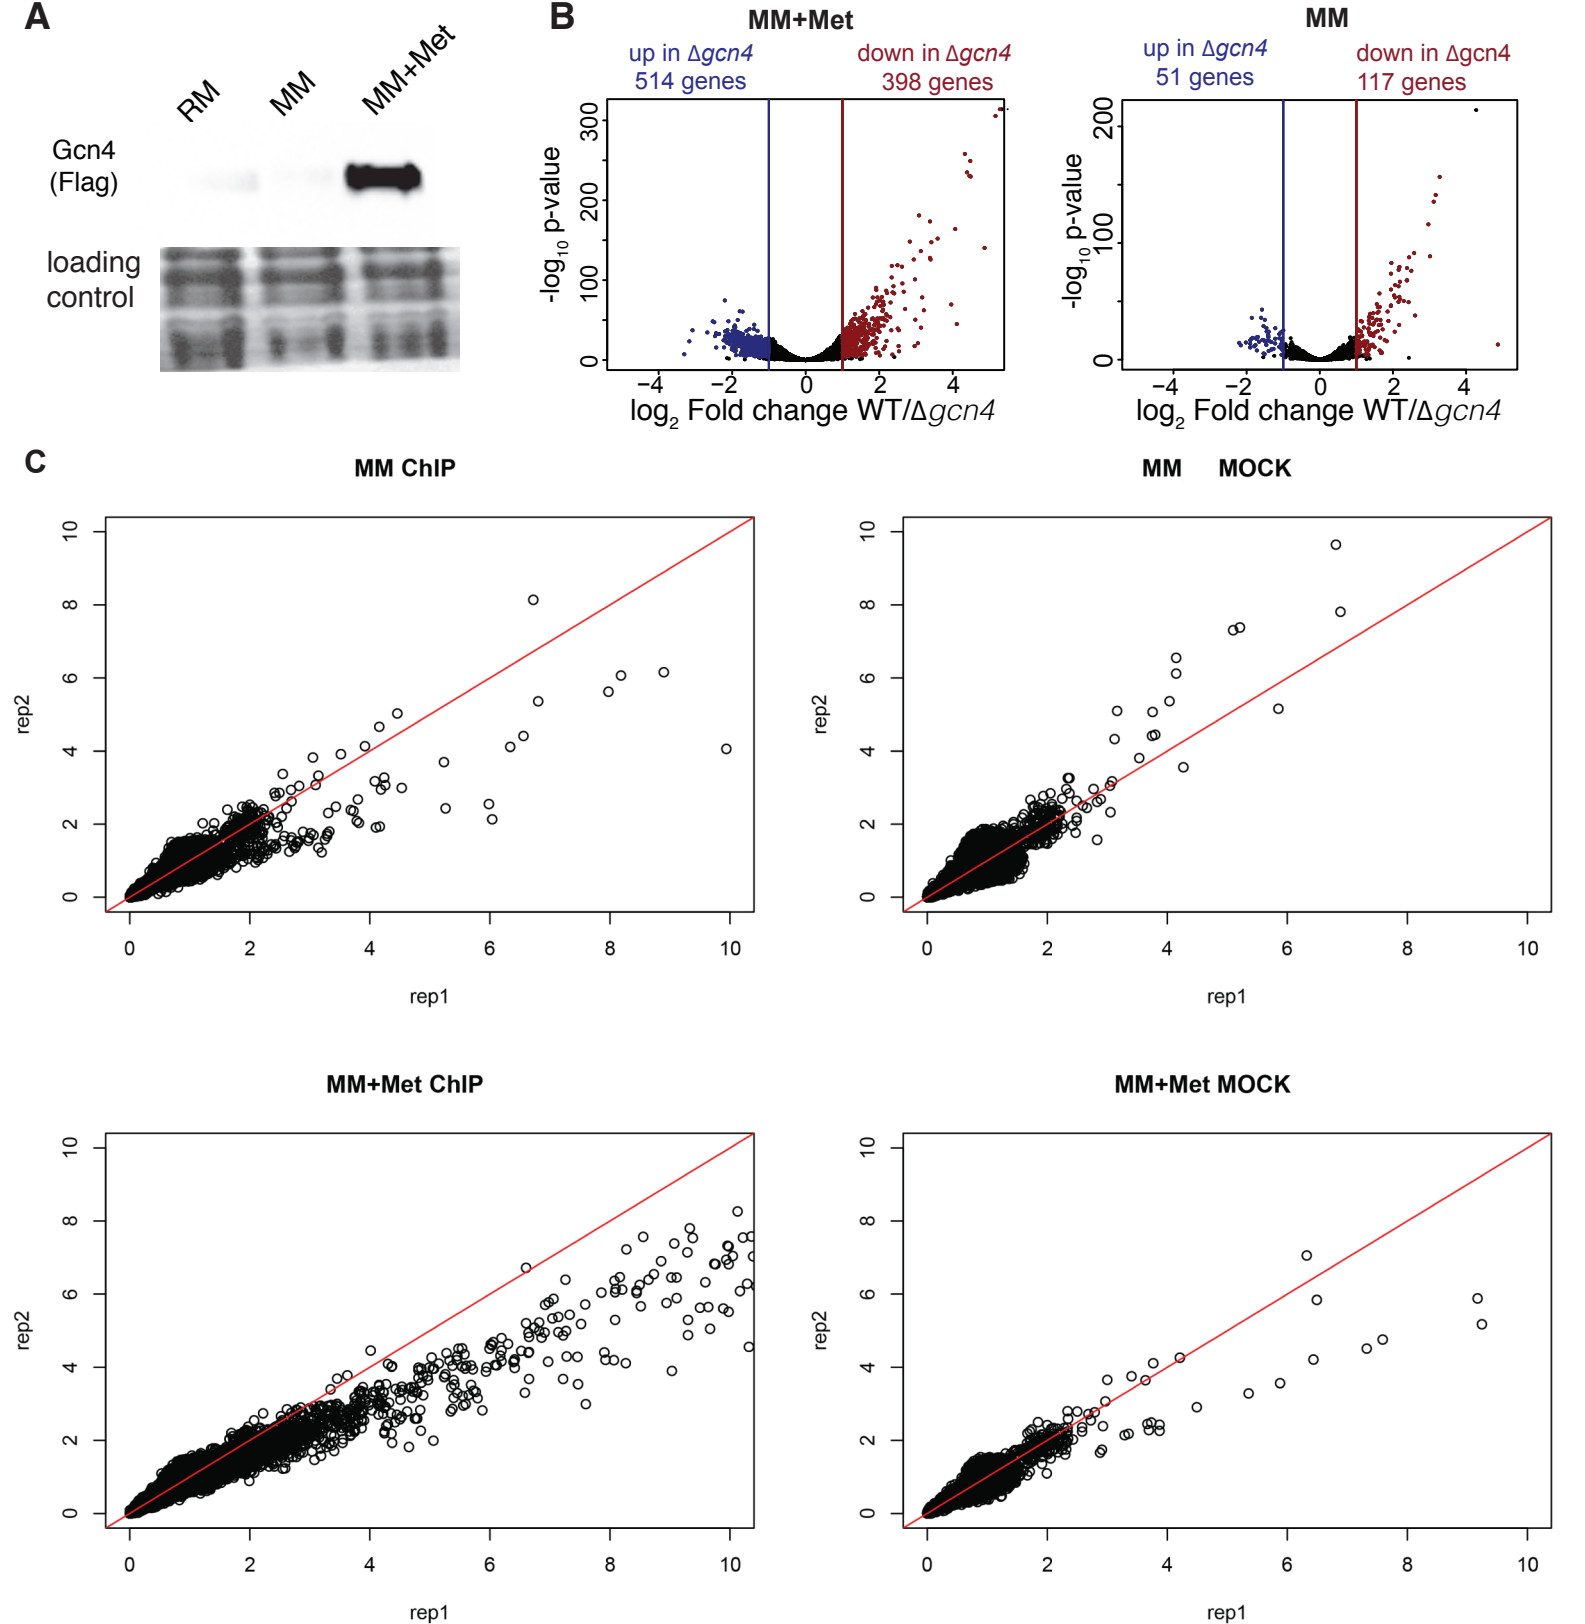 A
RM
MM
MM+Met
Gcn4
(Flag)
loading
control
B
MM+Met
up in Δgcn4
514 genes
down in Δgcn4
398 genes
300
200
100
0
-log10 p-value
−4 −2 0 2 4
log2 Fold change WT/Δgcn4
MM
up in Δgcn4
51 genes
down in Δgcn4
117 genes
200
100
0
-log10 p-value
−4 −2 0 2 4
log2 Fold change WT/Δgcn4
C
MM ChIP
10
8
6
4
2
0
rep2
0 2 4 6 8 10
rep1
MM MOCK
10
8
6
4
2
0
rep2
0 2 4 6 8 10
rep1
MM+Met ChIP
10
8
6
4
2
0
rep2
0 2 4 6 8 10
rep1
MM+Met MOCK
10
8
6
4
2
0
rep2
0 2 4 6 8 10
rep1